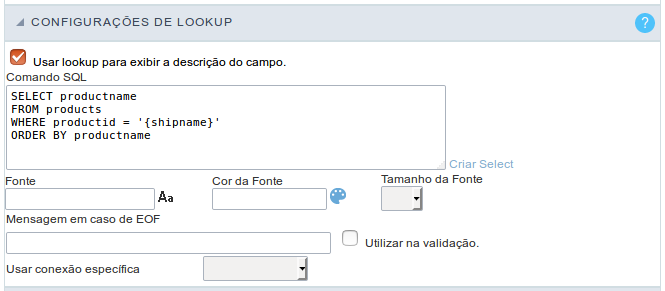 CONFIGURAÇÕES DE LOOKUP ?
Usar lookup para exibir a descrição do campo.
Comando SQL
SELECT productname
FROM products
WHERE productid = '{shipname}'
ORDER BY productname
Criar Select
Fonte Cor da Fonte Tamanho da Fonte
Aa
Mensagem em caso de EOF
Utilizar na validação.
Usar conexão específica